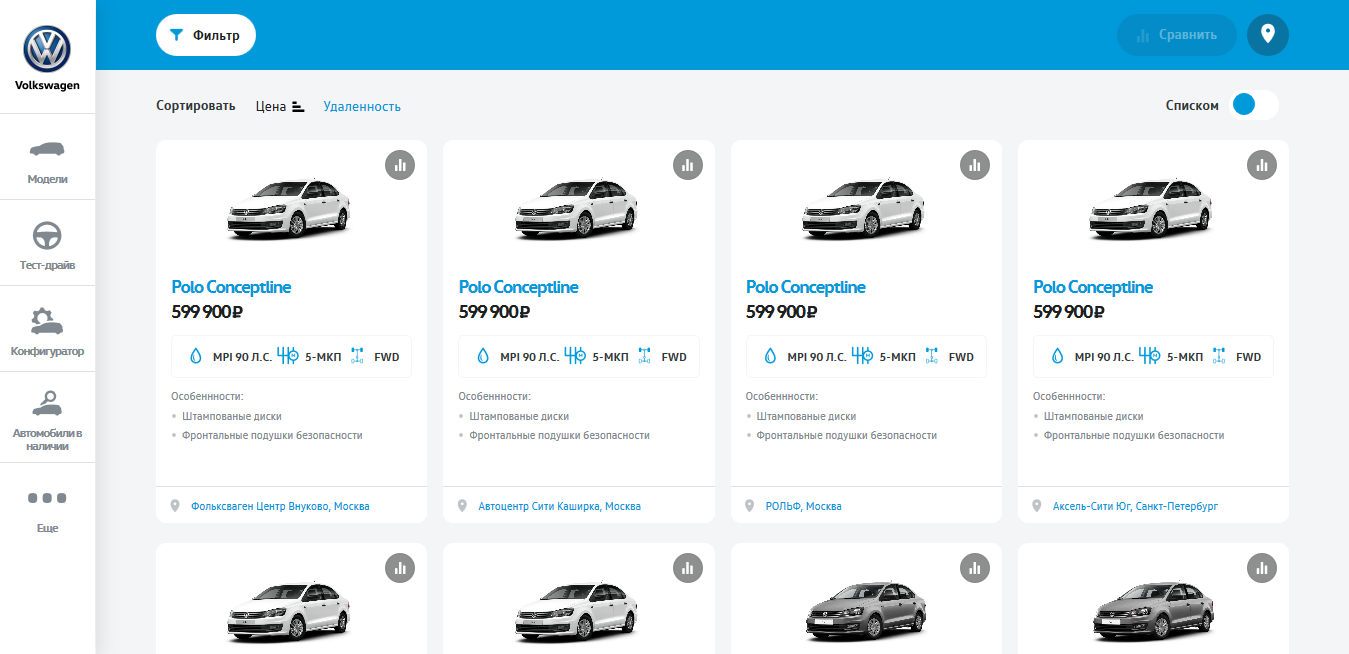 Volkswagen
Модели
Тест-драйв
Конфигуратор
Автомобили в
наличии
Еще
Фильтр
Сравнить
Сортировать Цена Удаленность
Списком
Polo Conceptline
599 900₽
MPI 90 Л.С. 5-МКП FWD
Особеннности:
Штампованые диски
Фронтальные подушки безопасности
Фольксваген Центр Внуково, Москва
Polo Conceptline
599 900₽
MPI 90 Л.С. 5-МКП FWD
Особеннности:
Штампованые диски
Фронтальные подушки безопасности
Автоцентр Сити Каширка, Москва
Polo Conceptline
599 900₽
MPI 90 Л.С. 5-МКП FWD
Особеннности:
Штампованые диски
Фронтальные подушки безопасности
РОЛЬФ, Москва
Polo Conceptline
599 900₽
MPI 90 Л.С. 5-МКП FWD
Особеннности:
Штампованые диски
Фронтальные подушки безопасности
Аксель-Сити Юг, Санкт-Петербург